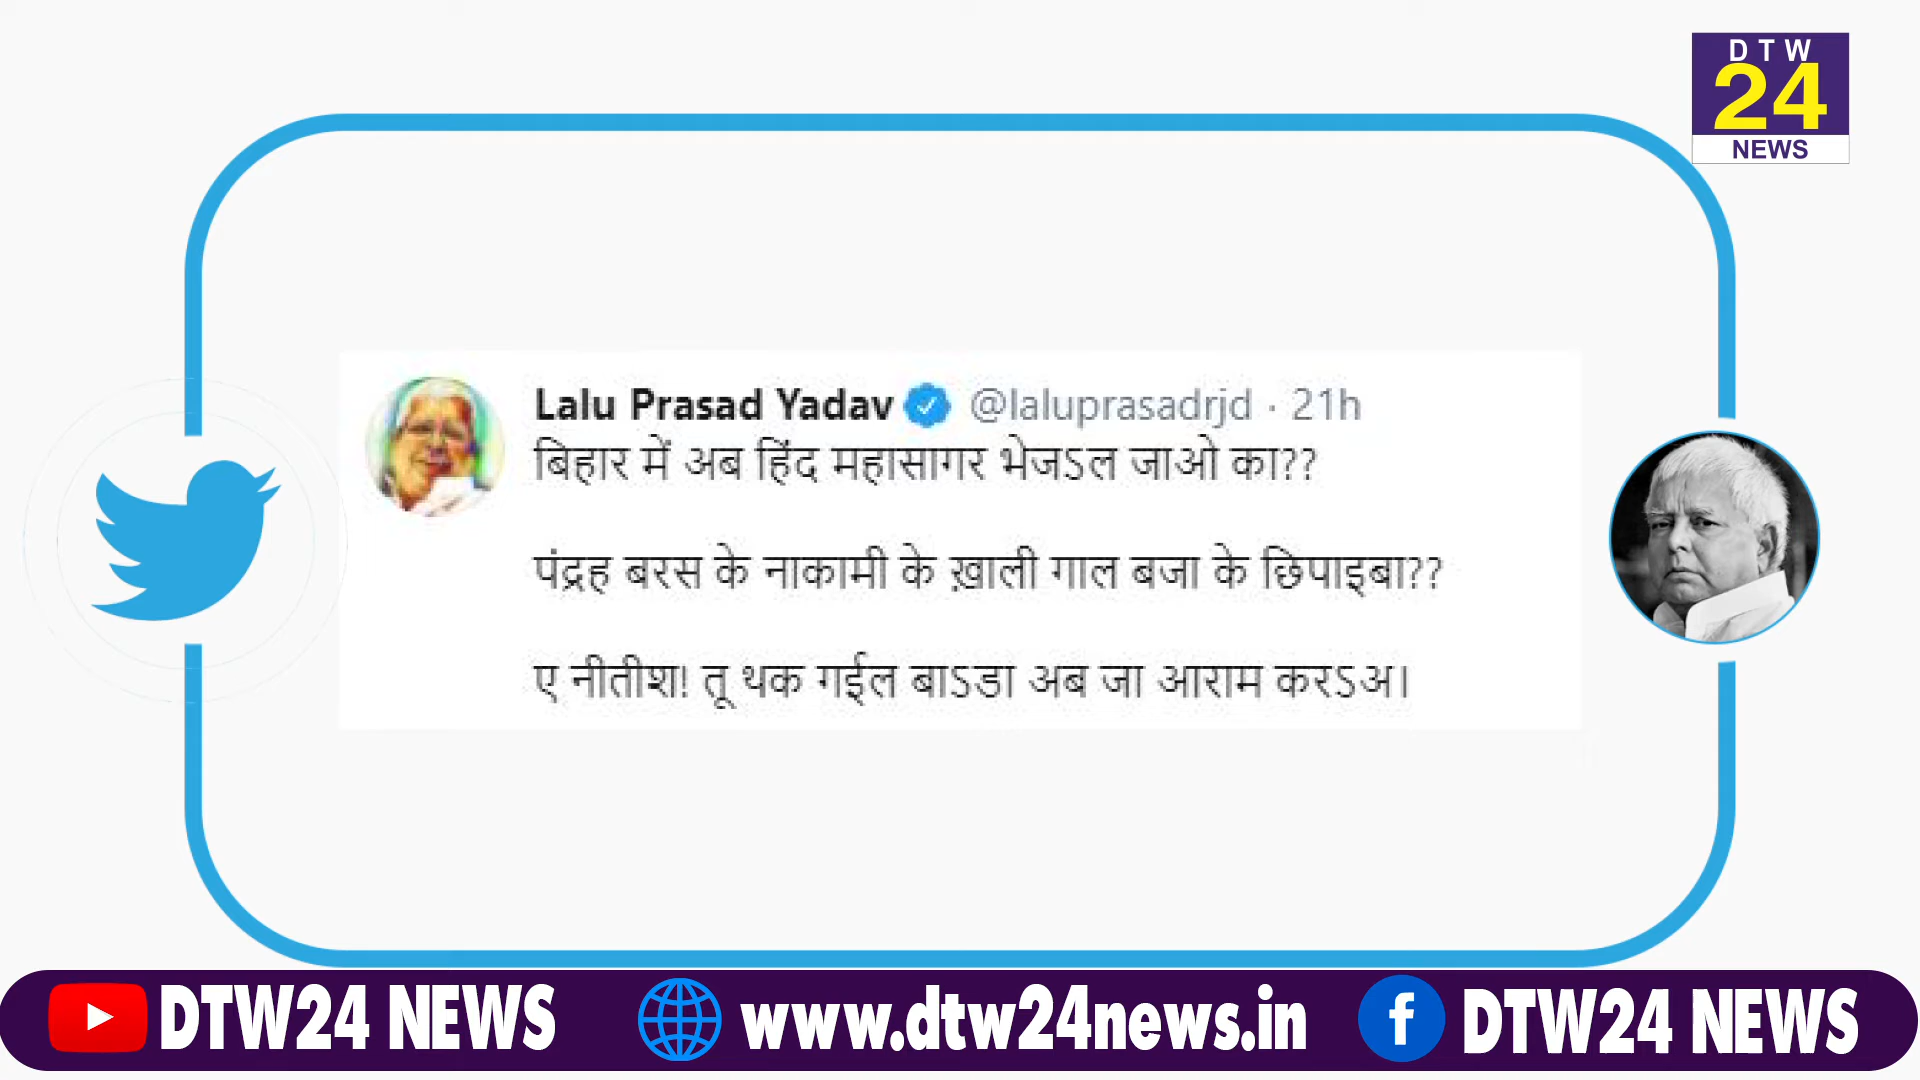 DTW
24
NEWS
Lalu Prasad Yadav @laluprasadrjd · 21h
बिहार में अब हिंद महासागर भेजऽल जाओ का??
पंद्रह बरस के नाकामी के ख़ाली गाल बजा के छिपाइबा??
ए नीतीश! तू थक गईल बाऽडा अब जा आराम करऽअ।
DTW24 NEWS www.dtw24news.in DTW24 NEWS